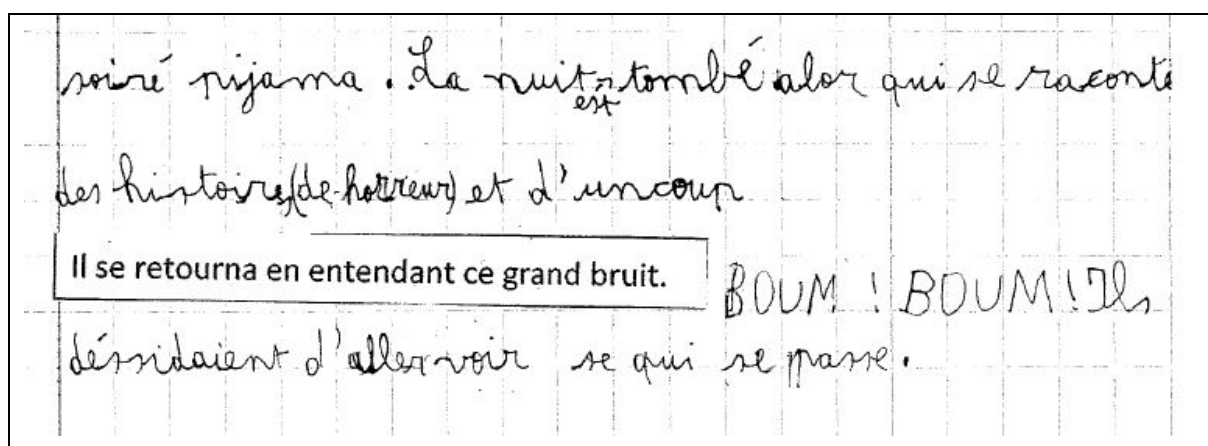 soiré pijama. La nuit est tombé alor qui se raconte
des histoires (de horreur) et d'un coup
Il se retourna en entendant ce grand bruit. BOUM ! BOUM ! Ils
déssidaient d'aller voir se qui se passe.